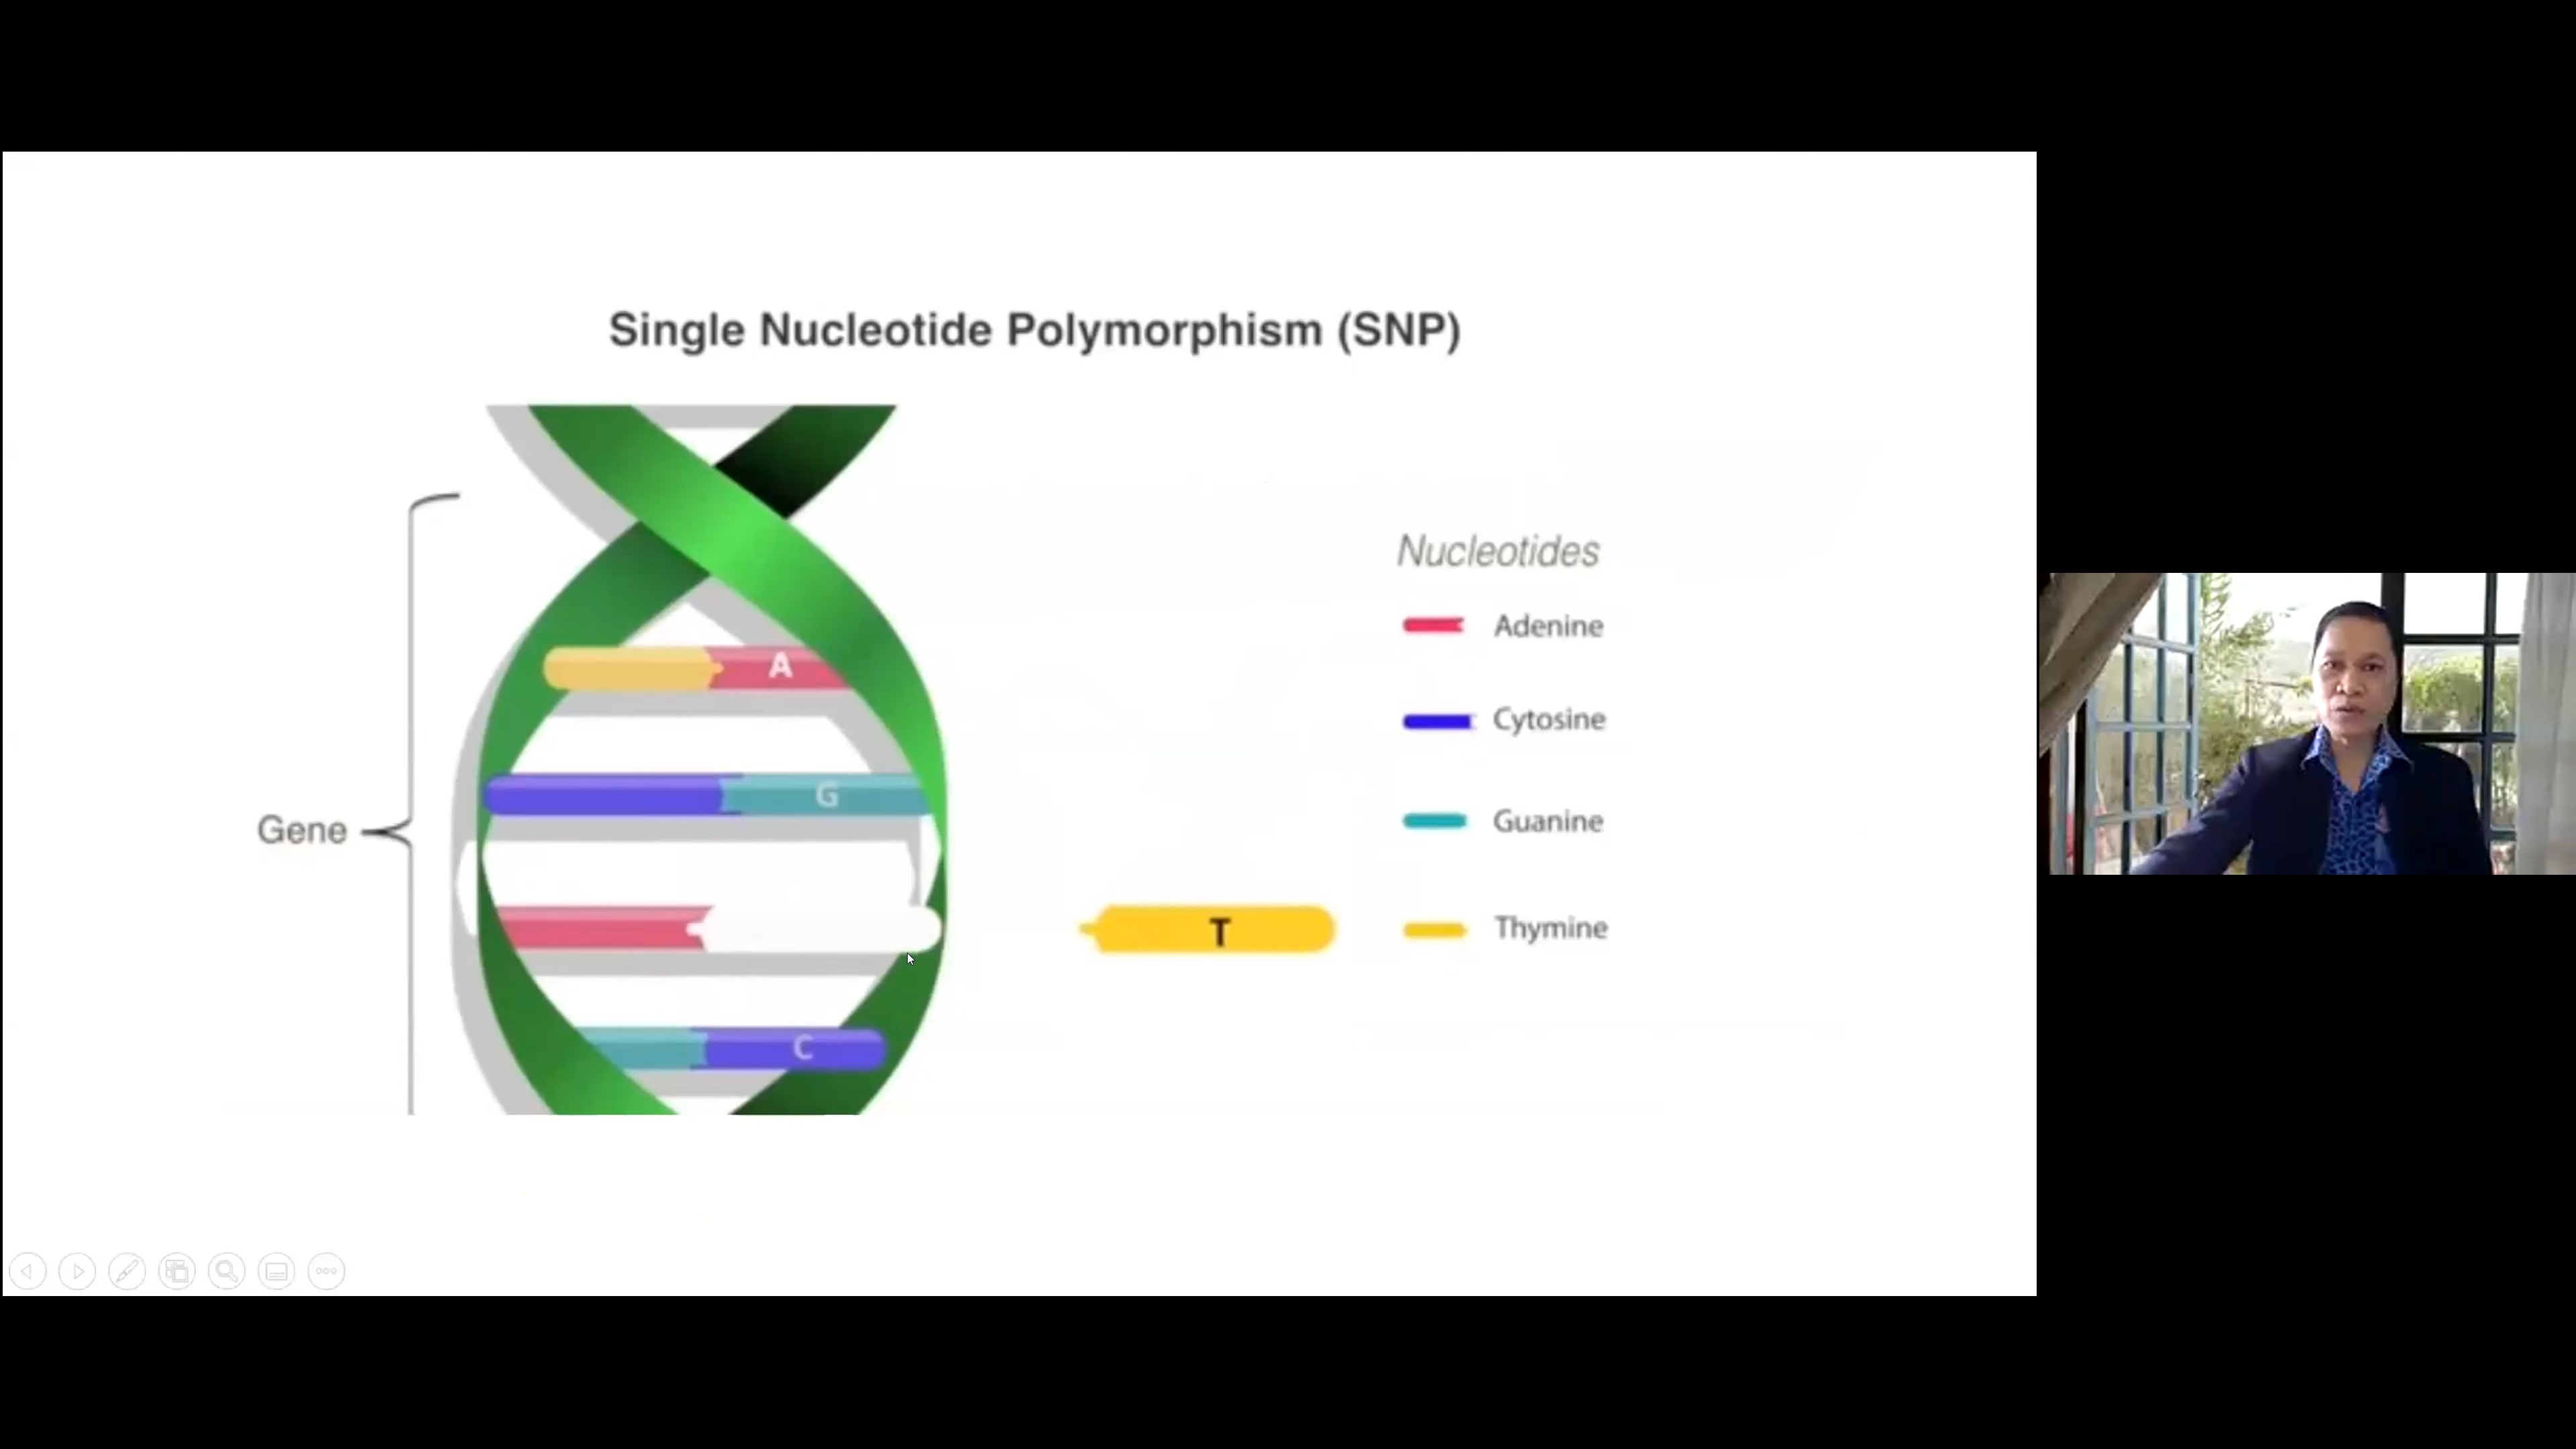 Single Nucleotide Polymorphism (SNP)
Nucleotides
Adenine
A
Cytosine
G
Guanine
Gene
T
Thymine
C